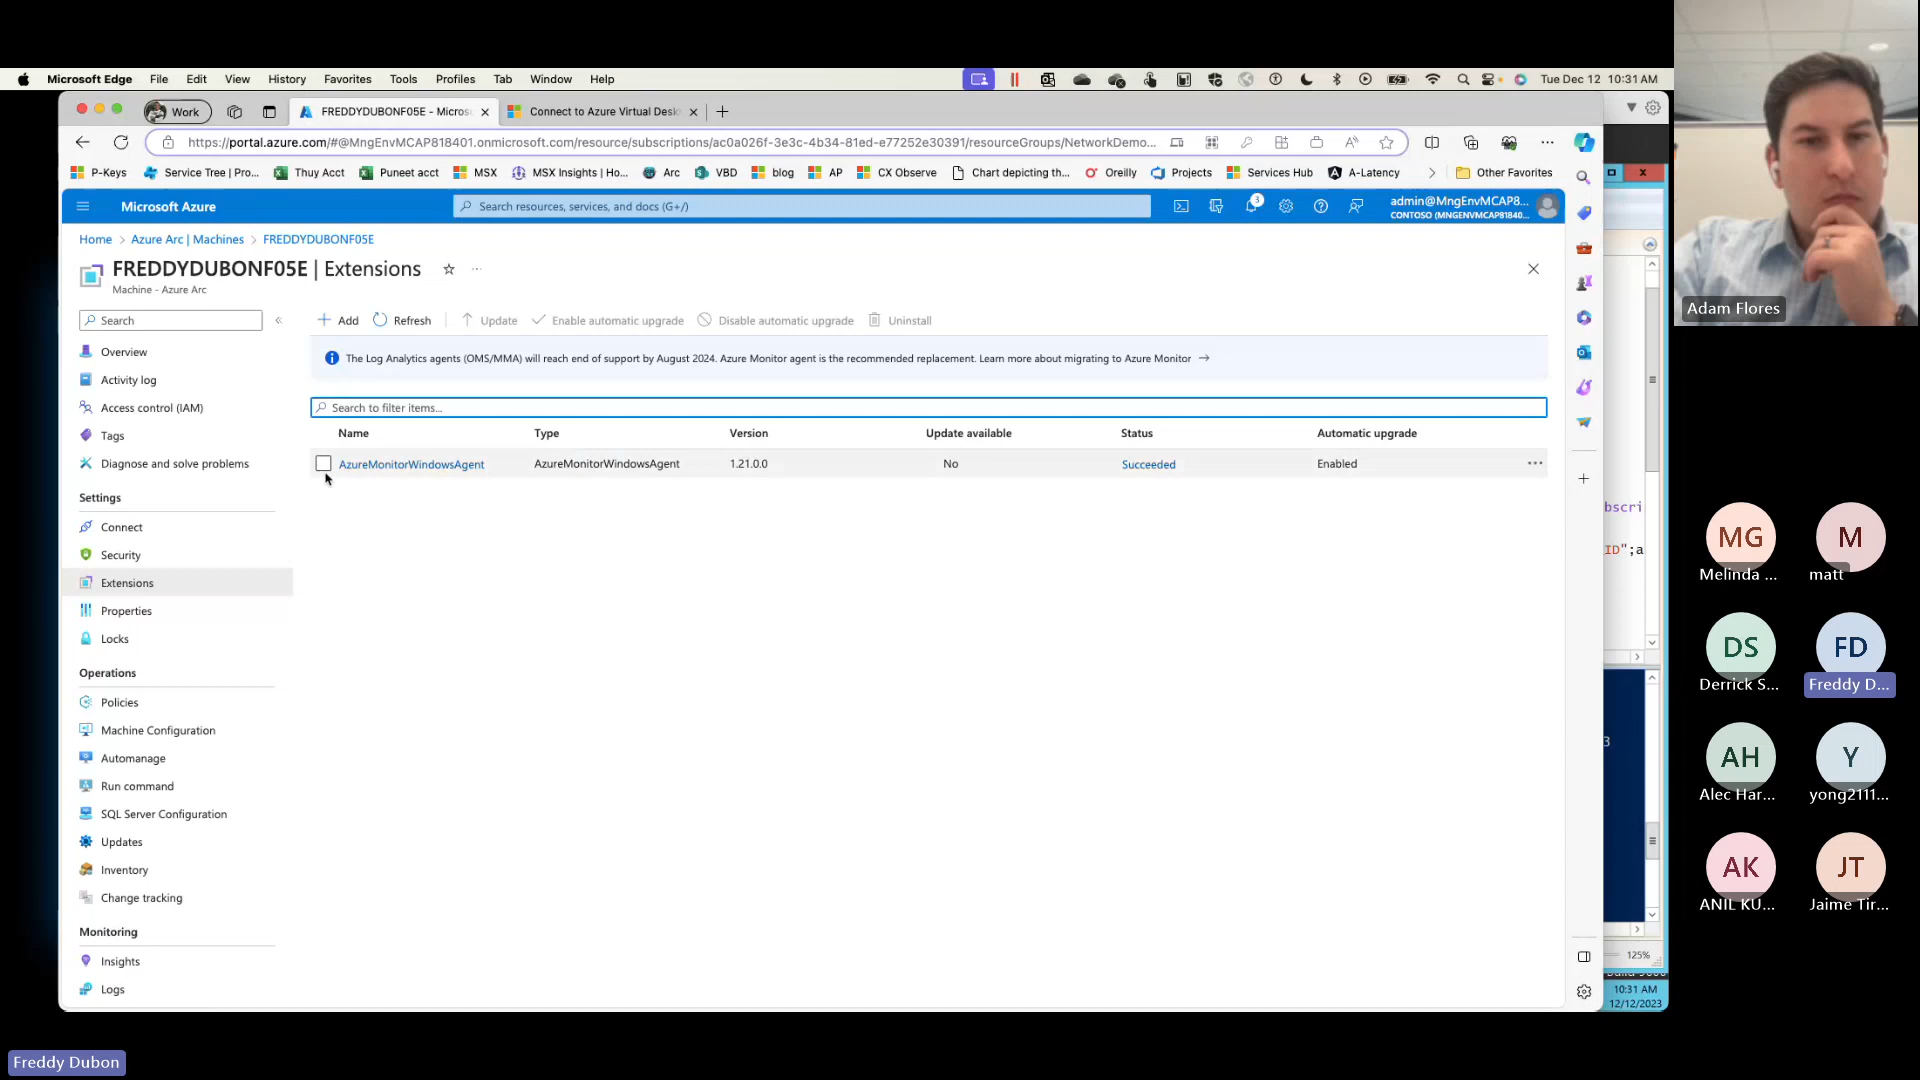 Microsoft Edge File Edit View History Favorites Tools Profiles Tab Window Help Tue Dec 12 10:31 AM
Work FREDDYDUBONF05E - Micros Connect to Azure Virtual Desk
https://portal.azure.com/#@MngEnvMCAP818401.onmicrosoft.com/resource/subscriptions/ac0a026f-3e3c-4b34-81ed-e77252e30391/resourceGroups/NetworkDemo...
P-Keys Service Tree | Pro... Thuy Acct Puneet acct MSX MSX Insights | Ho... Arc VBD blog AP CX Observe Chart depicting th... Oreilly Projects Services Hub A-Latency Other Favorites
Microsoft Azure Search resources, services, and docs (G+/) 3 admin@MngEnvMCAP8...
CONTOSO (MNGENVMCAP81840...
Home > Azure Arc | Machines > FREDDYDUBONF05E
FREDDYDUBONF05E | Extensions
Machine - Azure Arc
Search
Add Refresh Update Enable automatic upgrade Disable automatic upgrade Uninstall
The Log Analytics agents (OMS/MMA) will reach end of support by August 2024. Azure Monitor agent is the recommended replacement. Learn more about migrating to Azure Monitor →
Search to filter items...
Name Type Version Update available Status Automatic upgrade
AzureMonitorWindowsAgent AzureMonitorWindowsAgent 1.21.0.0 No Succeeded Enabled
Overview
Activity log
Access control (IAM)
Tags
Diagnose and solve problems
Settings
Connect
Security
Extensions
Properties
Locks
Operations
Policies
Machine Configuration
Automanage
Run command
SQL Server Configuration
Updates
Inventory
Change tracking
Monitoring
Insights
Logs
bscri
ID";a
3
125%
10:31 AM
12/12/2023
Adam Flores
MG
Melinda ...
M
matt
DS
Derrick S...
FD
Freddy D...
AH
Alec Har...
Y
yong2111...
AK
ANIL KU...
JT
Jaime Tir...
Freddy Dubon